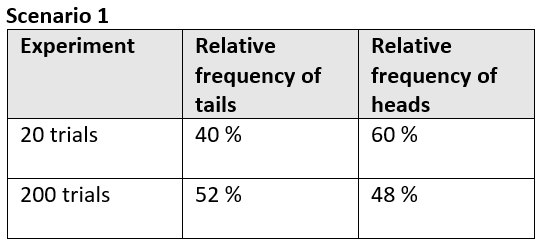 Scenario 1
Experiment
Relative
frequency of
tails
Relative
frequency of
heads
20 trials
40 %
60 %
200 trials
52 %
48 %